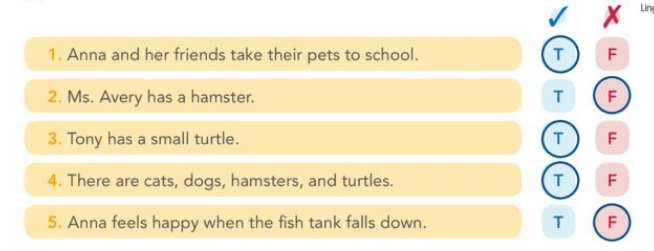 Ling
1. Anna and her friends take their pets to school. T F
2. Ms. Avery has a hamster. T F
3. Tony has a small turtle. T F
4. There are cats, dogs, hamsters, and turtles. T F
5. Anna feels happy when the fish tank falls down. T F